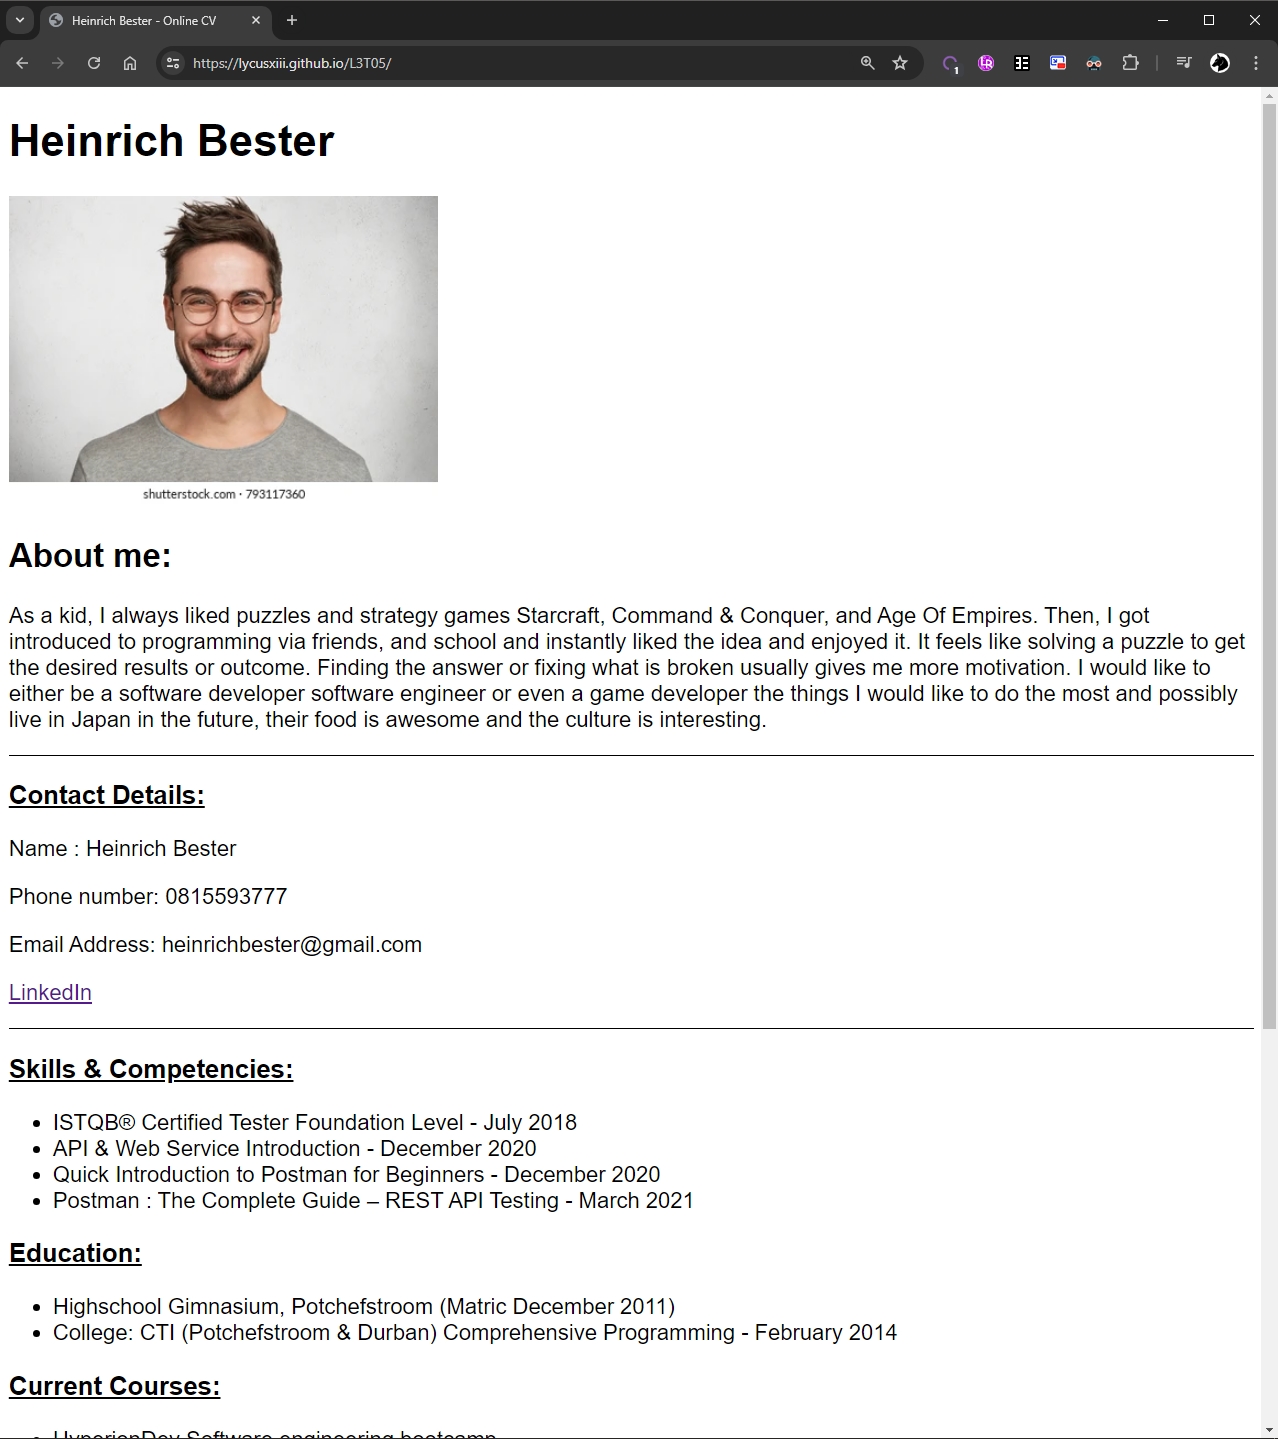 Heinrich Bester - Online CV
https://lycusxiii.github.io/L3T05/
1
Heinrich Bester
shutterstock.com · 793117360
About me:
As a kid, I always liked puzzles and strategy games Starcraft, Command & Conquer, and Age Of Empires. Then, I got
introduced to programming via friends, and school and instantly liked the idea and enjoyed it. It feels like solving a puzzle to get
the desired results or outcome. Finding the answer or fixing what is broken usually gives me more motivation. I would like to
either be a software developer software engineer or even a game developer the things I would like to do the most and possibly
live in Japan in the future, their food is awesome and the culture is interesting.
Contact Details:
Name : Heinrich Bester
Phone number: 0815593777
Email Address: heinrichbester@gmail.com
LinkedIn
Skills & Competencies:
ISTQB® Certified Tester Foundation Level - July 2018
API & Web Service Introduction - December 2020
Quick Introduction to Postman for Beginners - December 2020
Postman : The Complete Guide – REST API Testing - March 2021
Education:
Highschool Gimnasium, Potchefstroom (Matric December 2011)
College: CTI (Potchefstroom & Durban) Comprehensive Programming - February 2014
Current Courses:
HyperionDev Software engineering bootcamp